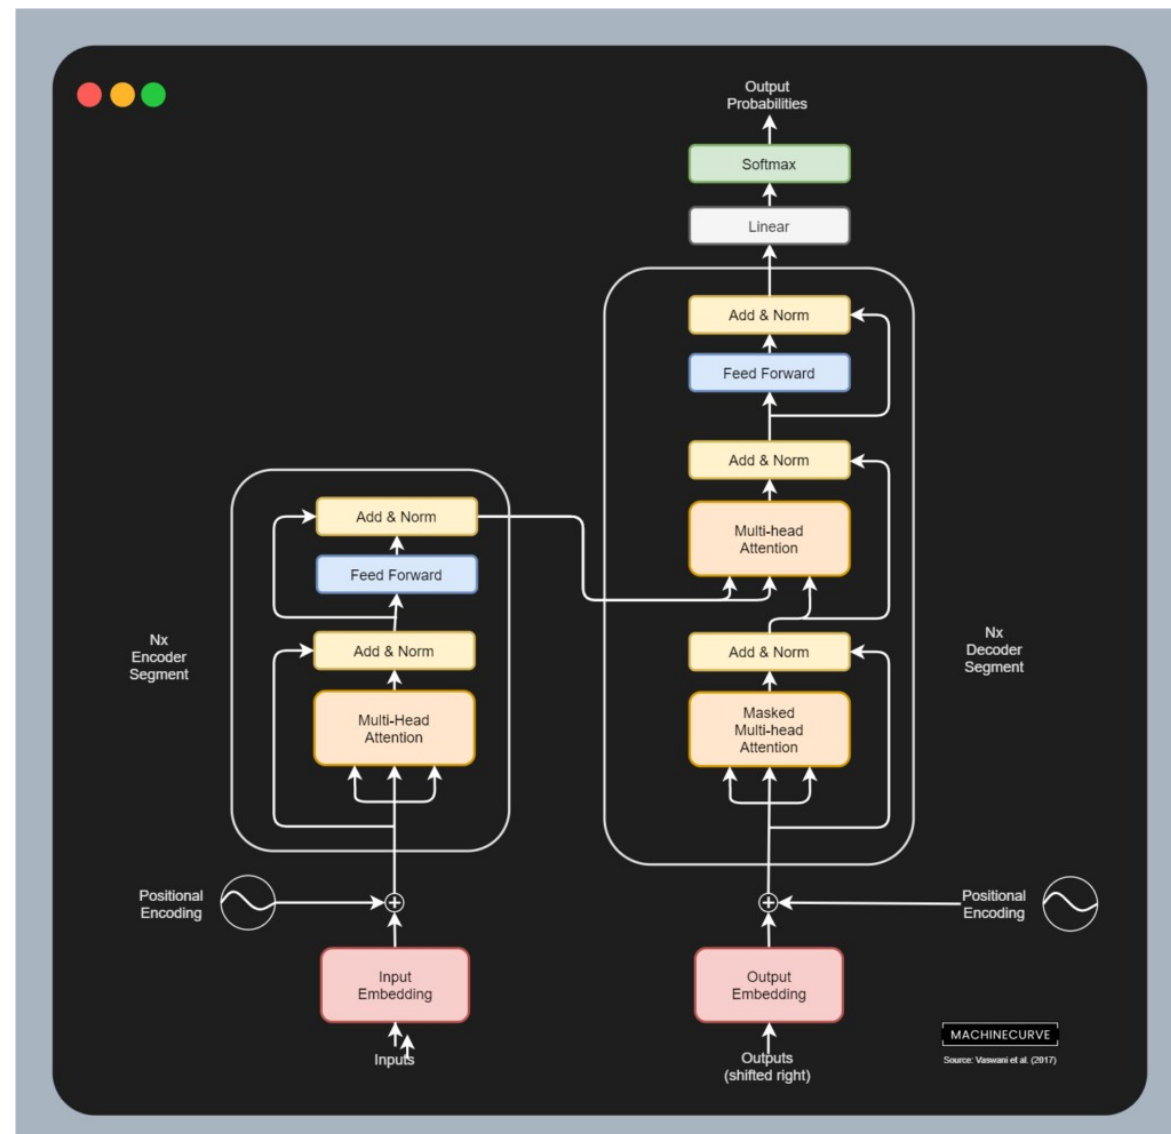 Output
Probabilities
Softmax
Linear
Add & Norm
Feed Forward
Add & Norm
Multi-head
Attention
Add & Norm
Masked
Multi-head
Attention
Nx
Decoder
Segment
Add & Norm
Feed Forward
Add & Norm
Multi-Head
Attention
Nx
Encoder
Segment
Positional
Encoding
Positional
Encoding
Input
Embedding
Output
Embedding
Inputs
Outputs
(shifted right)
MACHINECURVE
Source: Vaswani et al. (2017)